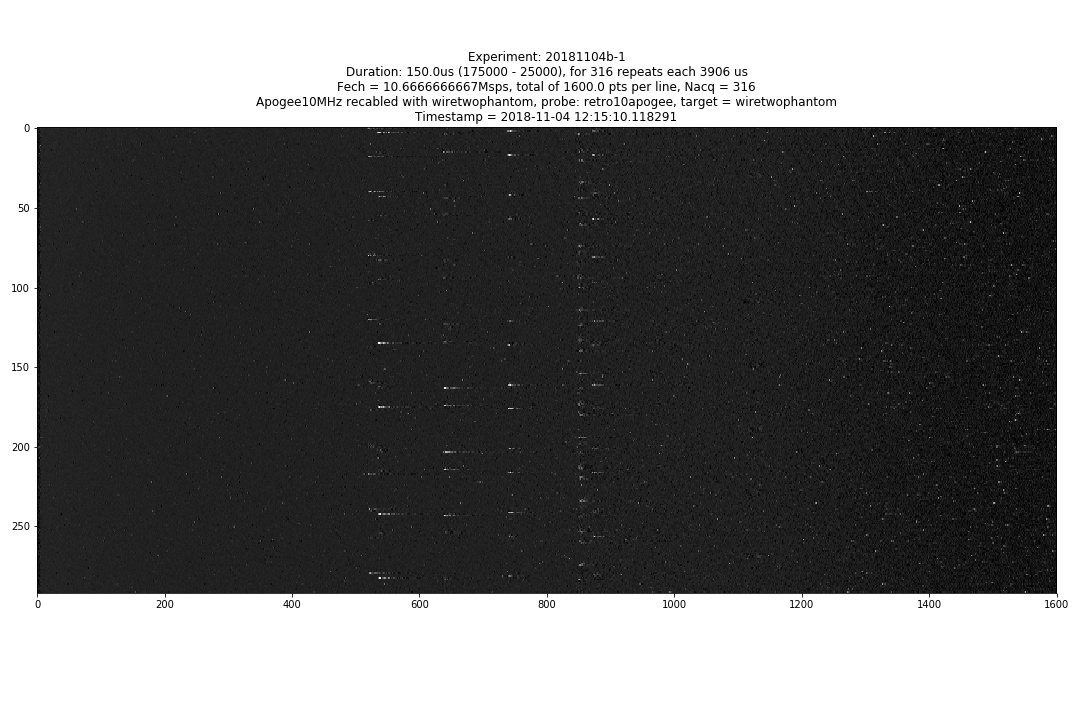 Experiment: 20181104b-1
Duration: 150.0us (175000 - 25000), for 316 repeats each 3906 us
Fech = 10.6666666667Msps, total of 1600.0 pts per line, Nacq = 316
Apogee10MHz recabled with wiretwophantom, probe: retro10apogee, target = wiretwophantom
Timestamp = 2018-11-04 12:15:10.118291
0
50
100
150
200
250
0 200 400 600 800 1000 1200 1400 1600